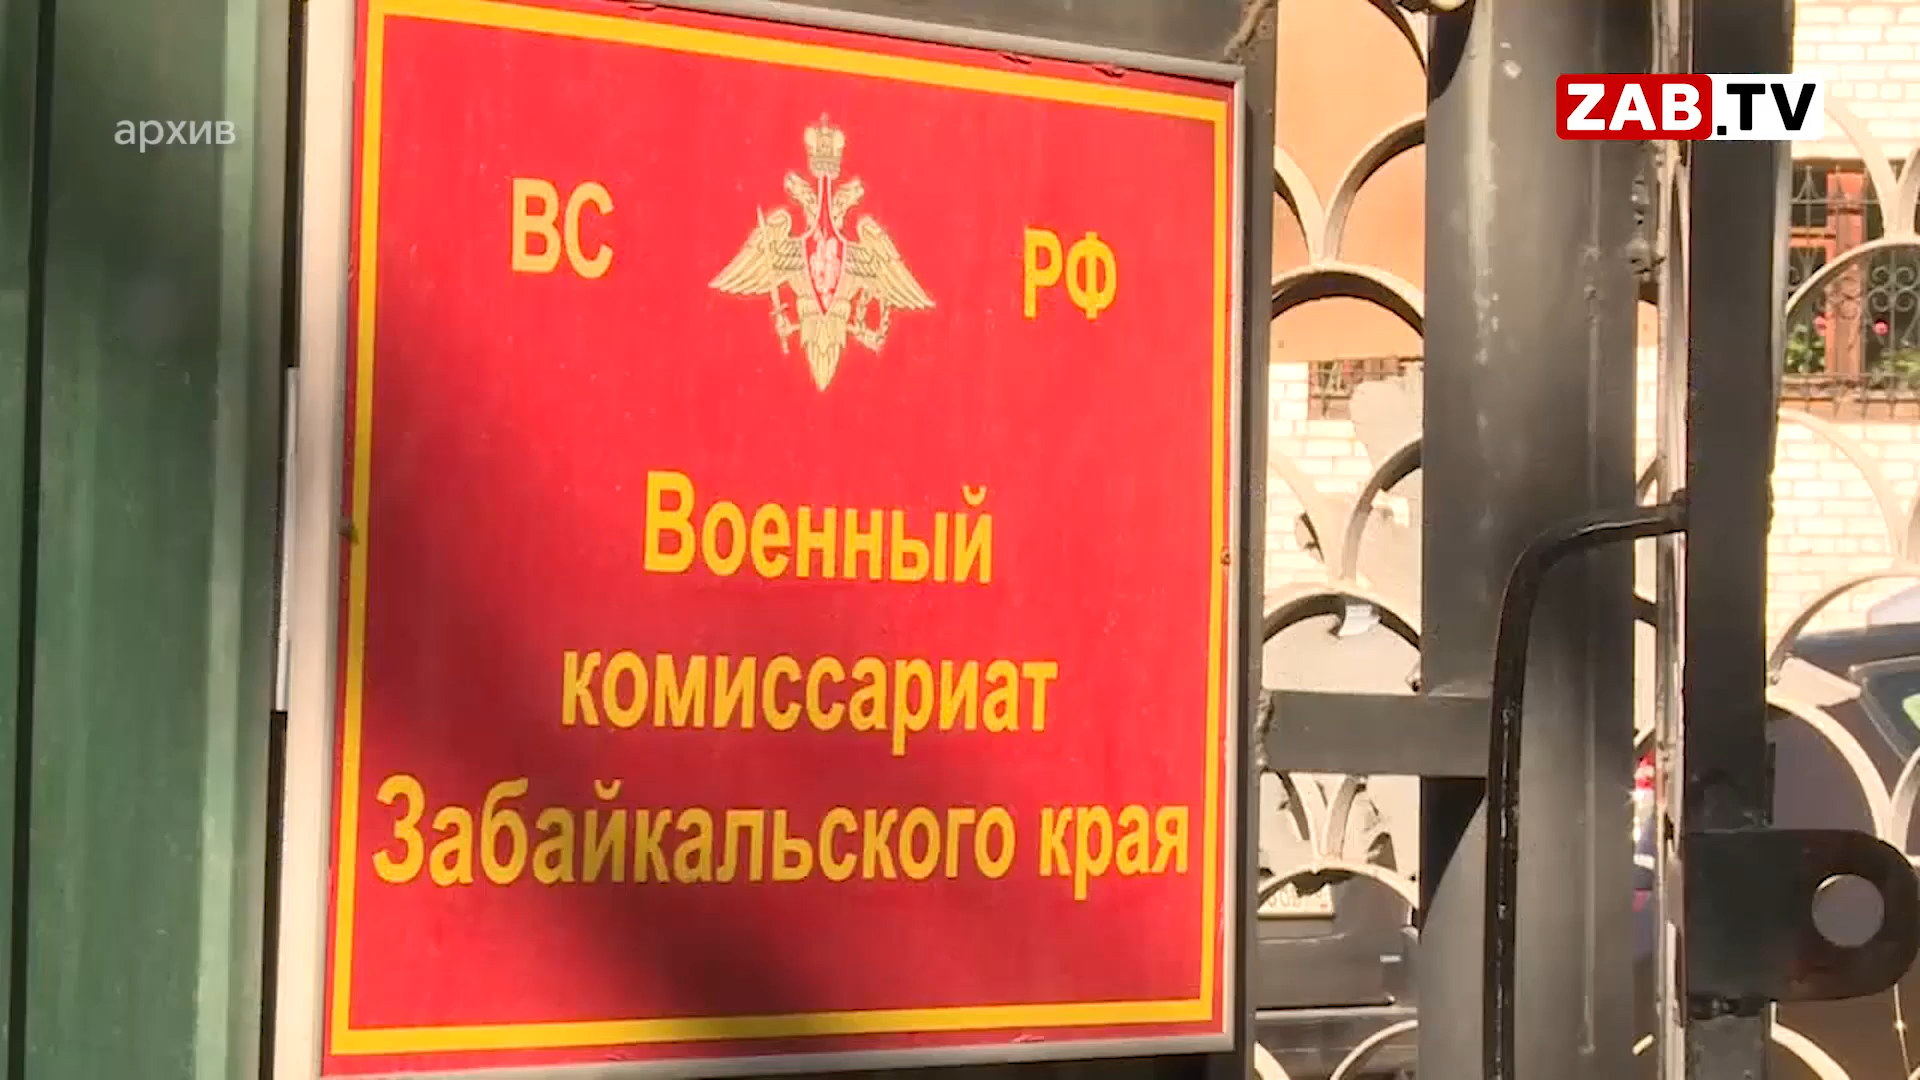 архив
ZAB.TV
ВС РФ
Военный
комиссариат
Забайкальского края